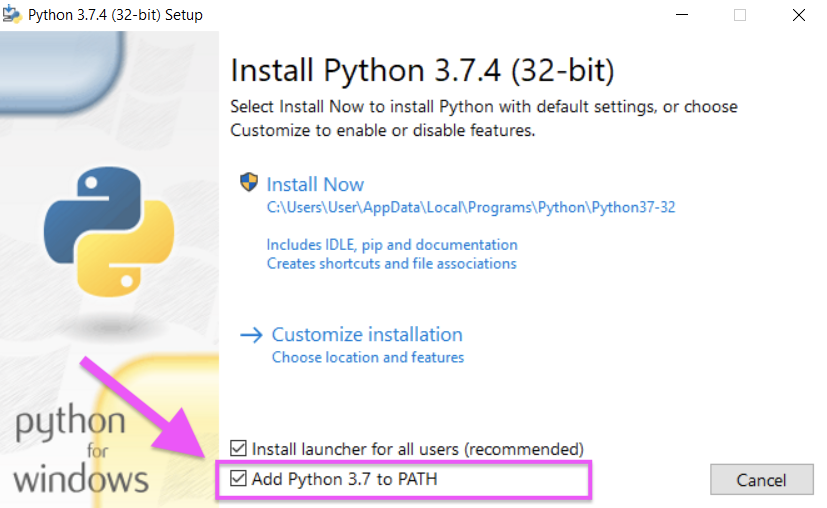 Python 3.7.4 (32-bit) Setup
Install Python 3.7.4 (32-bit)
Select Install Now to install Python with default settings, or choose
Customize to enable or disable features.
Install Now
C:\Users\User\AppData\Local\Programs\Python\Python37-32
Includes IDLE, pip and documentation
Creates shortcuts and file associations
Customize installation
Choose location and features
python
for
windows
Install launcher for all users (recommended)
Add Python 3.7 to PATH
Cancel